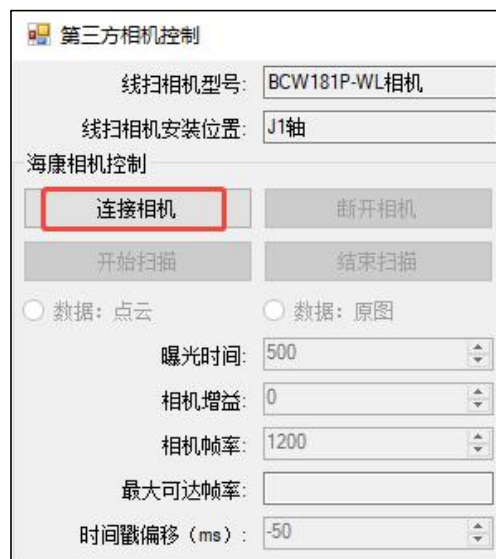 第三方相机控制
线扫相机型号: BCW181P-WL相机
线扫相机安装位置: J1轴
海康相机控制
连接相机 断开相机
开始扫描 结束扫描
数据: 点云 数据: 原图
曝光时间: 500
相机增益: 0
相机帧率: 1200
最大可达帧率:
时间戳偏移（ms）: -50